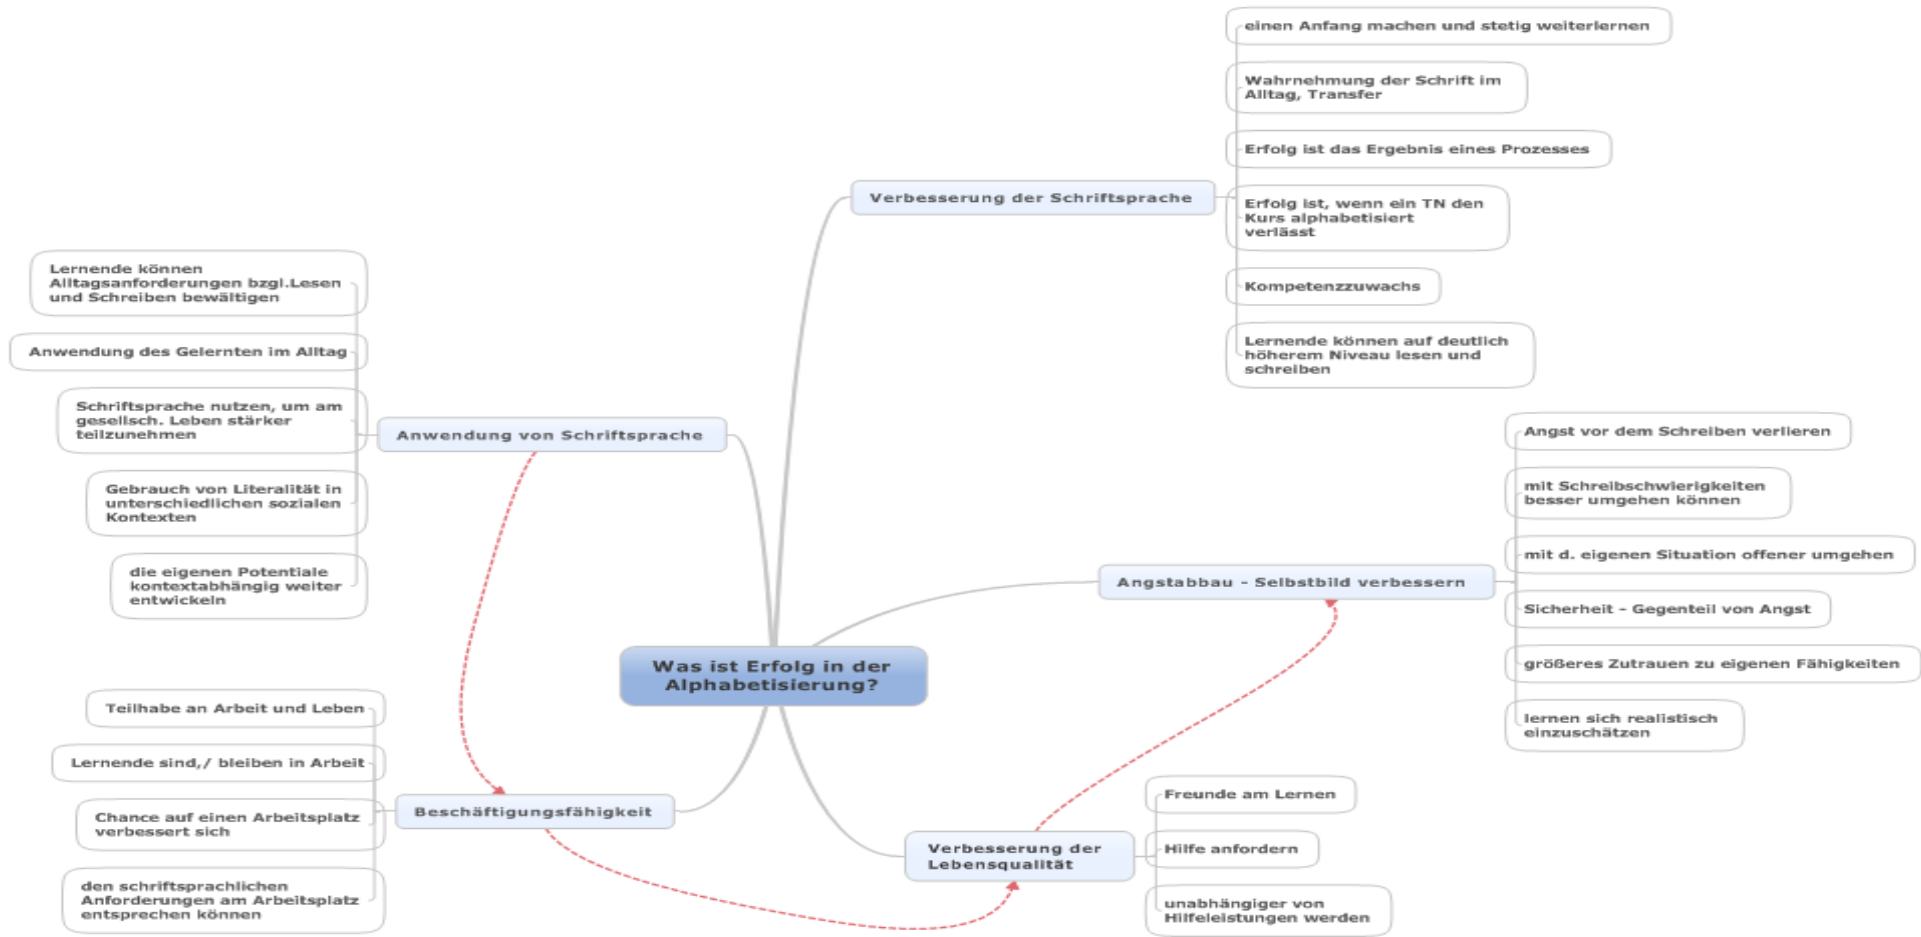 Was ist Erfolg in der
Alphabetisierung?
Verbesserung der Schriftsprache
einen Anfang machen und stetig weiterlernen
Wahrnehmung der Schrift im
Alltag, Transfer
Erfolg ist das Ergebnis eines Prozesses
Erfolg ist, wenn ein TN den
Kurs alphabetisiert
verlässt
Kompetenzzuwachs
Lernende können auf deutlich
höherem Niveau lesen und
schreiben
Angstabbau - Selbstbild verbessern
Angst vor dem Schreiben verlieren
mit Schreibschwierigkeiten
besser umgehen können
mit d. eigenen Situation offener umgehen
Sicherheit - Gegenteil von Angst
größeres Zutrauen zu eigenen Fähigkeiten
lernen sich realistisch
einzuschätzen
Verbesserung der
Lebensqualität
Freunde am Lernen
Hilfe anfordern
unabhängiger von
Hilfeleistungen werden
Beschäftigungsfähigkeit
Teilhabe an Arbeit und Leben
Lernende sind,/ bleiben in Arbeit
Chance auf einen Arbeitsplatz
verbessert sich
den schriftsprachlichen
Anforderungen am Arbeitsplatz
entsprechen können
Anwendung von Schriftsprache
Lernende können
Alltagsanforderungen bzgl.Lesen
und Schreiben bewältigen
Anwendung des Gelernten im Alltag
Schriftsprache nutzen, um am
gesellsch. Leben stärker
teilzunehmen
Gebrauch von Literalität in
unterschiedlichen sozialen
Kontexten
die eigenen Potentiale
kontextabhängig weiter
entwickeln